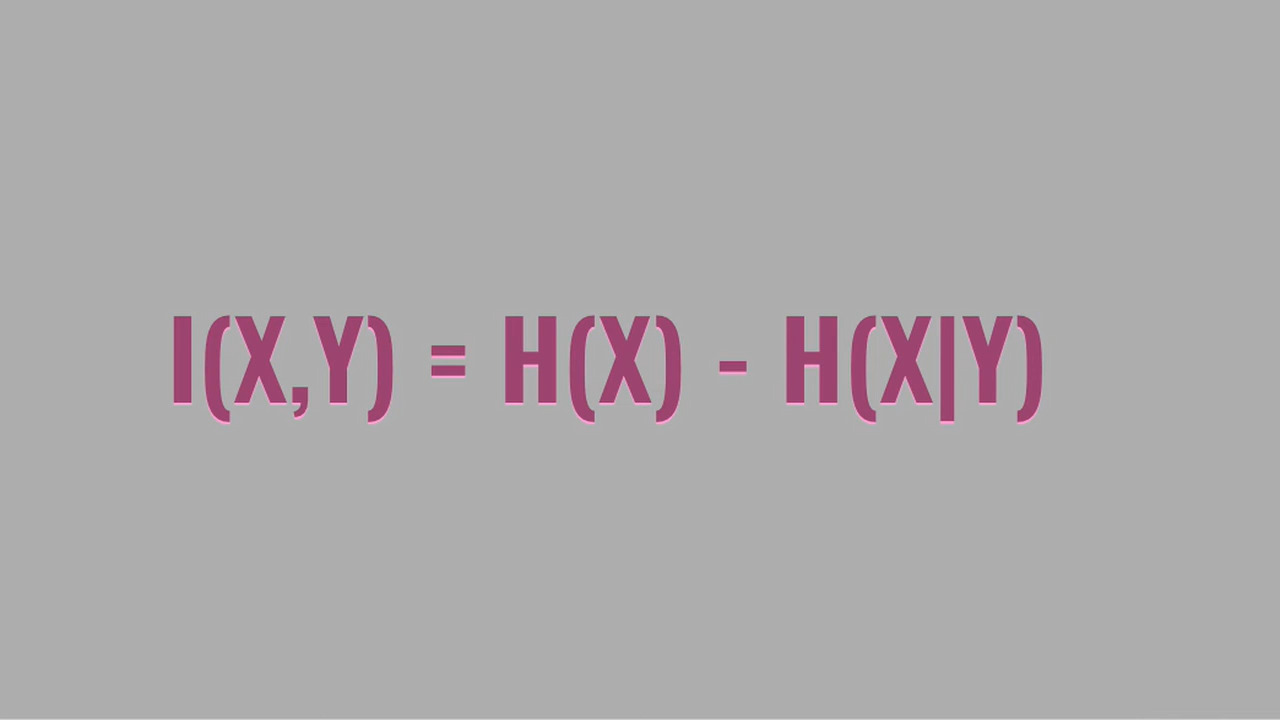 I(X,Y) = H(X) - H(X|Y)